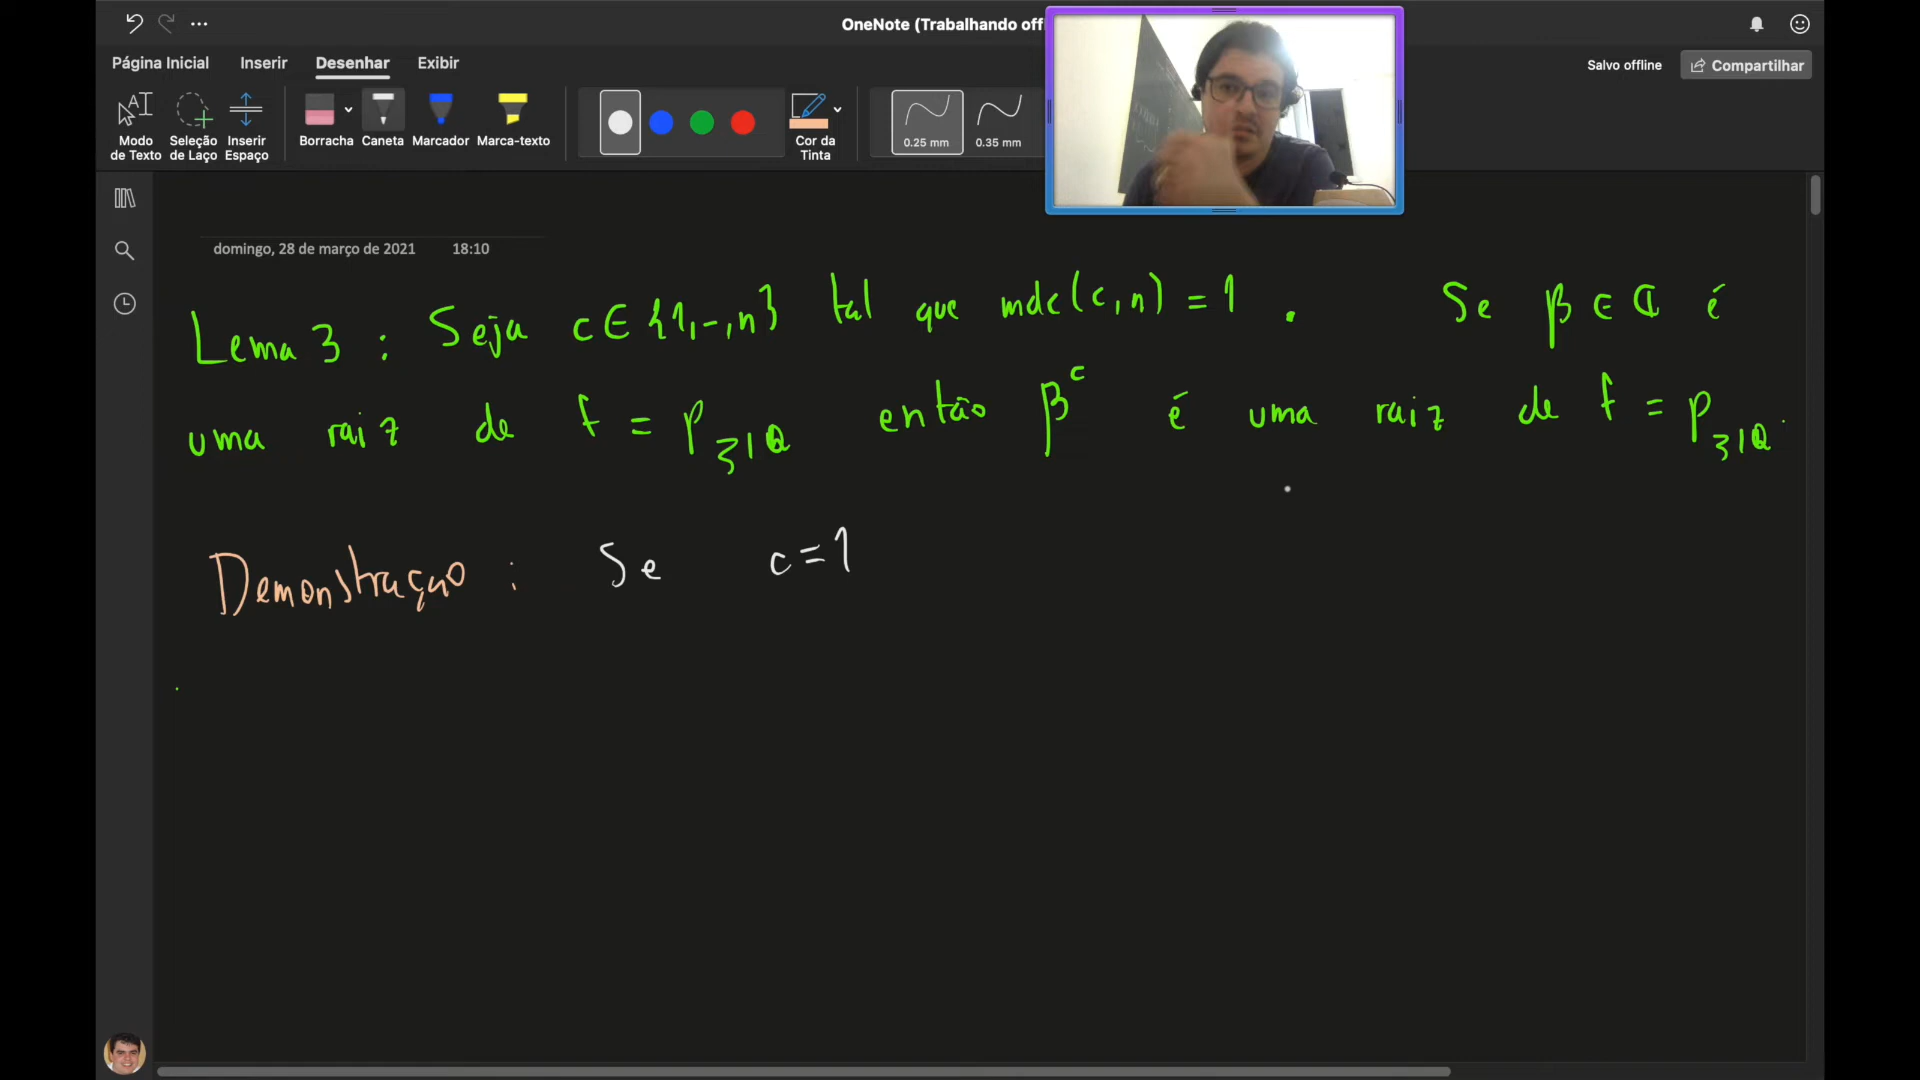 OneNote (Trabalhando off
Página Inicial Inserir Desenhar Exibir
Salvo offline Compartilhar
Modo de Texto
Seleção de Laço
Inserir Espaço
Borracha Caneta Marcador Marca-texto
Cor da Tinta
0.25 mm 0.35 mm
domingo, 28 de março de 2021 18:10
Lema 3 : Seja c ∈ {1,-,n} tal que mdc(c,n) = 1 . Se β ∈ ℂ é
uma raiz de f = p_{ζ|ℚ} então β^c é uma raiz de f = p_{ζ|ℚ}.
Demonstraçao : Se c = 1